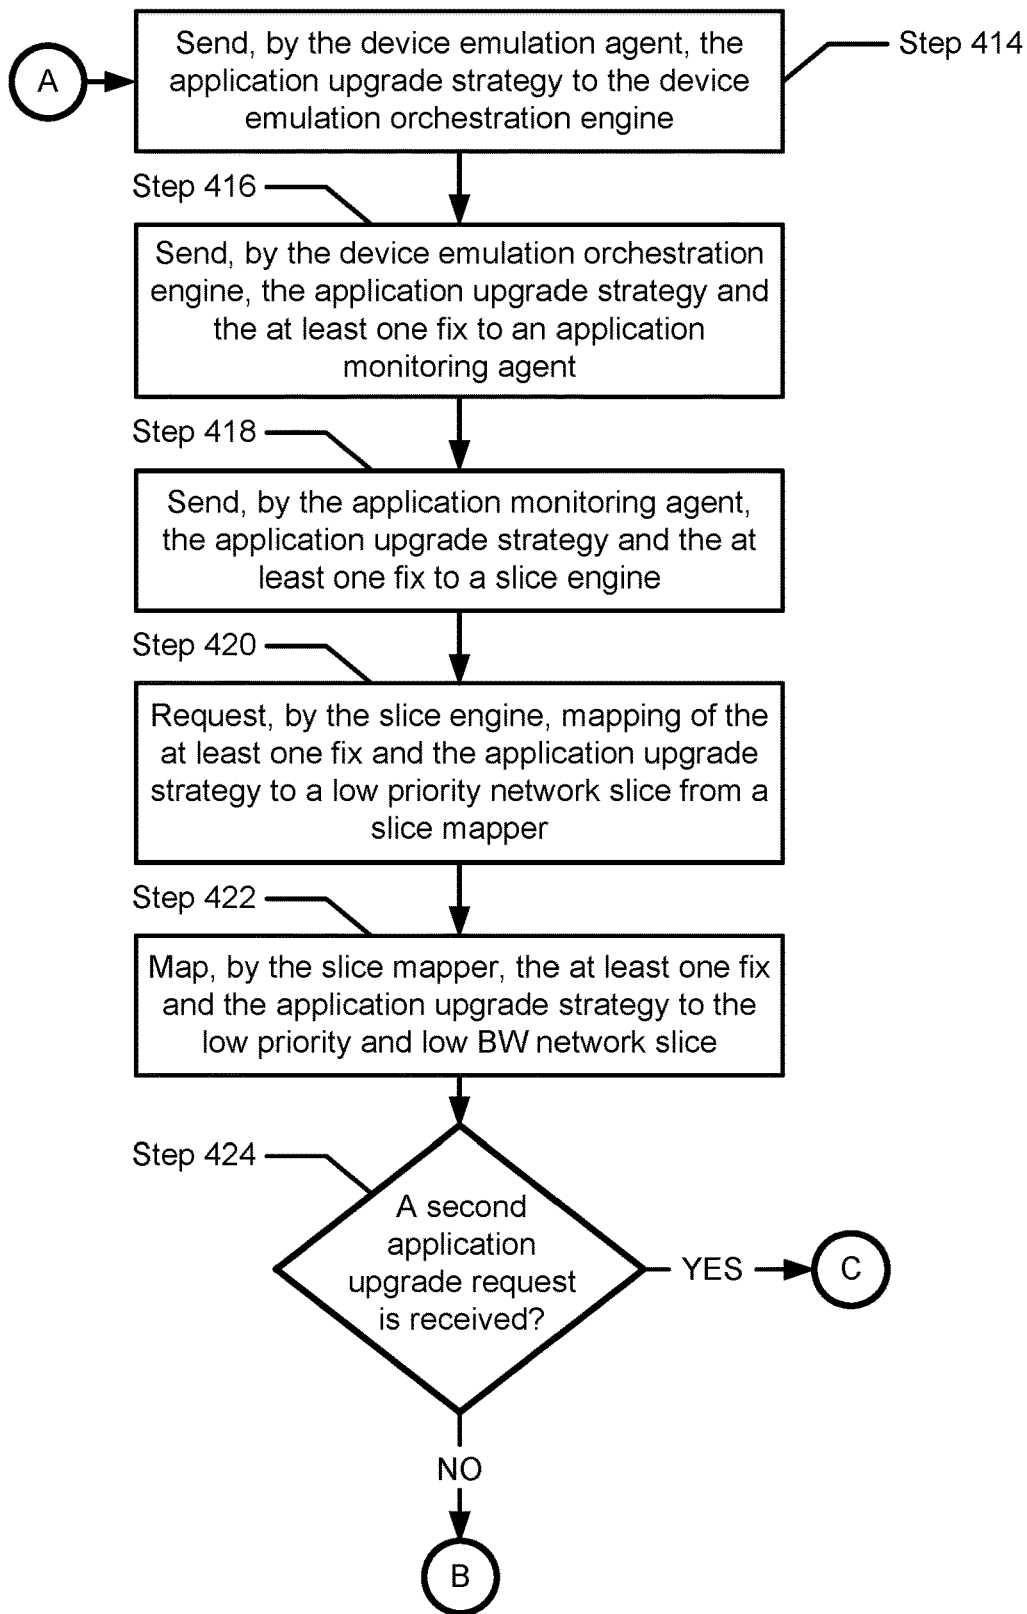 A
Send, by the device emulation agent, the
application upgrade strategy to the device
emulation orchestration engine
Step 414
Step 416
Send, by the device emulation orchestration
engine, the application upgrade strategy and
the at least one fix to an application
monitoring agent
Step 418
Send, by the application monitoring agent,
the application upgrade strategy and the at
least one fix to a slice engine
Step 420
Request, by the slice engine, mapping of the
at least one fix and the application upgrade
strategy to a low priority network slice from a
slice mapper
Step 422
Map, by the slice mapper, the at least one fix
and the application upgrade strategy to the
low priority and low BW network slice
Step 424
A second
application
upgrade request
is received?
YES
C
NO
B